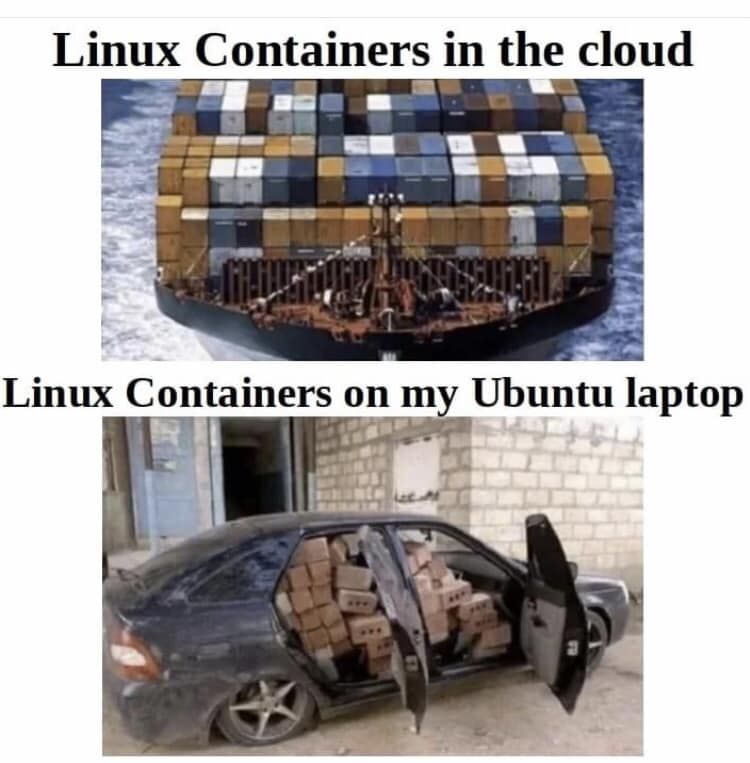 Linux Containers in the cloud
Linux Containers on my Ubuntu laptop